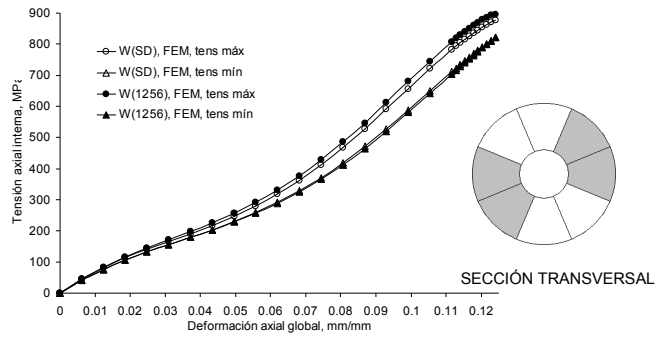 900
800
700
600
500
400
300
200
100
0
Tensión axial interna, MPa
W(SD), FEM, tens máx
W(SD), FEM, tens mín
W(1256), FEM, tens máx
W(1256), FEM, tens mín
SECCIÓN TRANSVERSAL
0 0.01 0.02 0.03 0.04 0.05 0.06 0.07 0.08 0.09 0.1 0.11 0.12
Deformación axial global, mm/mm